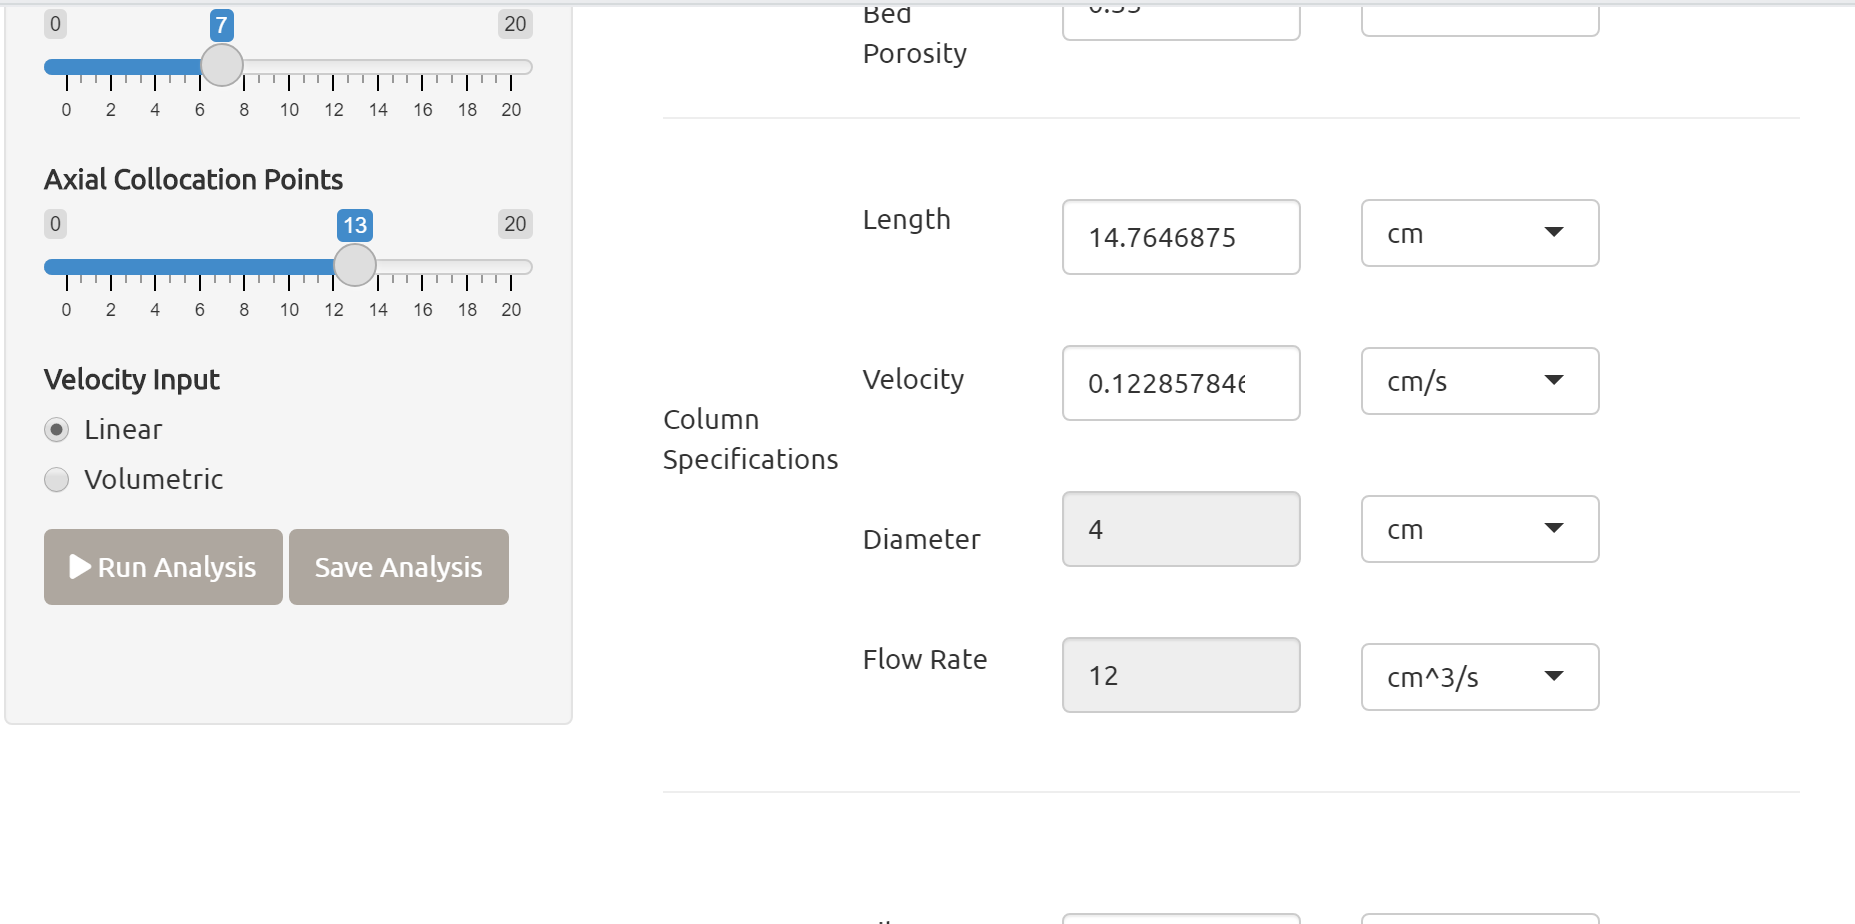 0 7 20
0 2 4 6 8 10 12 14 16 18 20
Axial Collocation Points
0 13 20
0 2 4 6 8 10 12 14 16 18 20
Velocity Input
Linear
Volumetric
Run Analysis
Save Analysis
Bed
Porosity
Column
Specifications
Length
14.7646875
cm
Velocity
0.12285784
cm/s
Diameter
4
cm
Flow Rate
12
cm^3/s